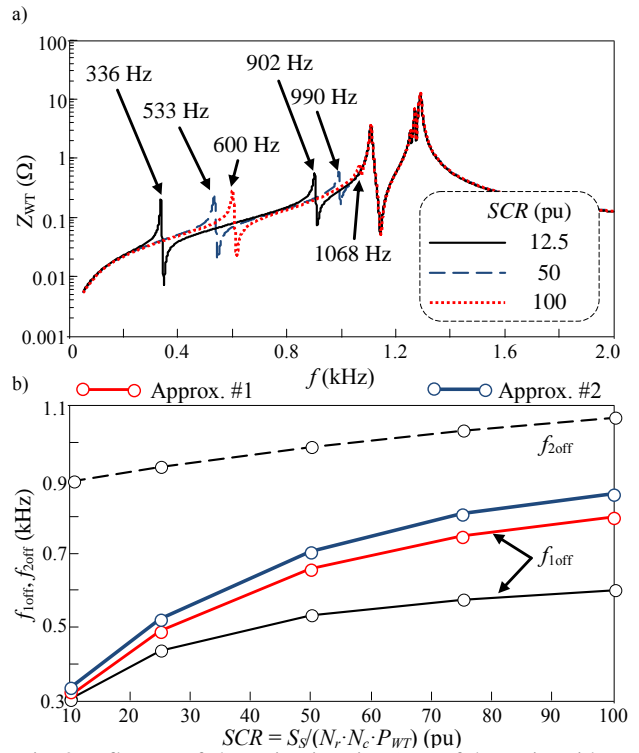 a)
336 Hz
902 Hz
533 Hz
990 Hz
600 Hz
1068 Hz
Z_WT (Ω)
100
10
1
0.1
0.01
0.001
SCR (pu)
12.5
50
100
0
0.4
0.8
1.2
1.6
2.0
f (kHz)
b)
Approx. #1
Approx. #2
f_1off, f_2off (kHz)
1.1
0.9
0.7
0.5
0.3
f_2off
f_1off
10 20 30 40 50 60 70 80 90 100
SCR = S_S/(N_r·N_c·P_WT) (pu)